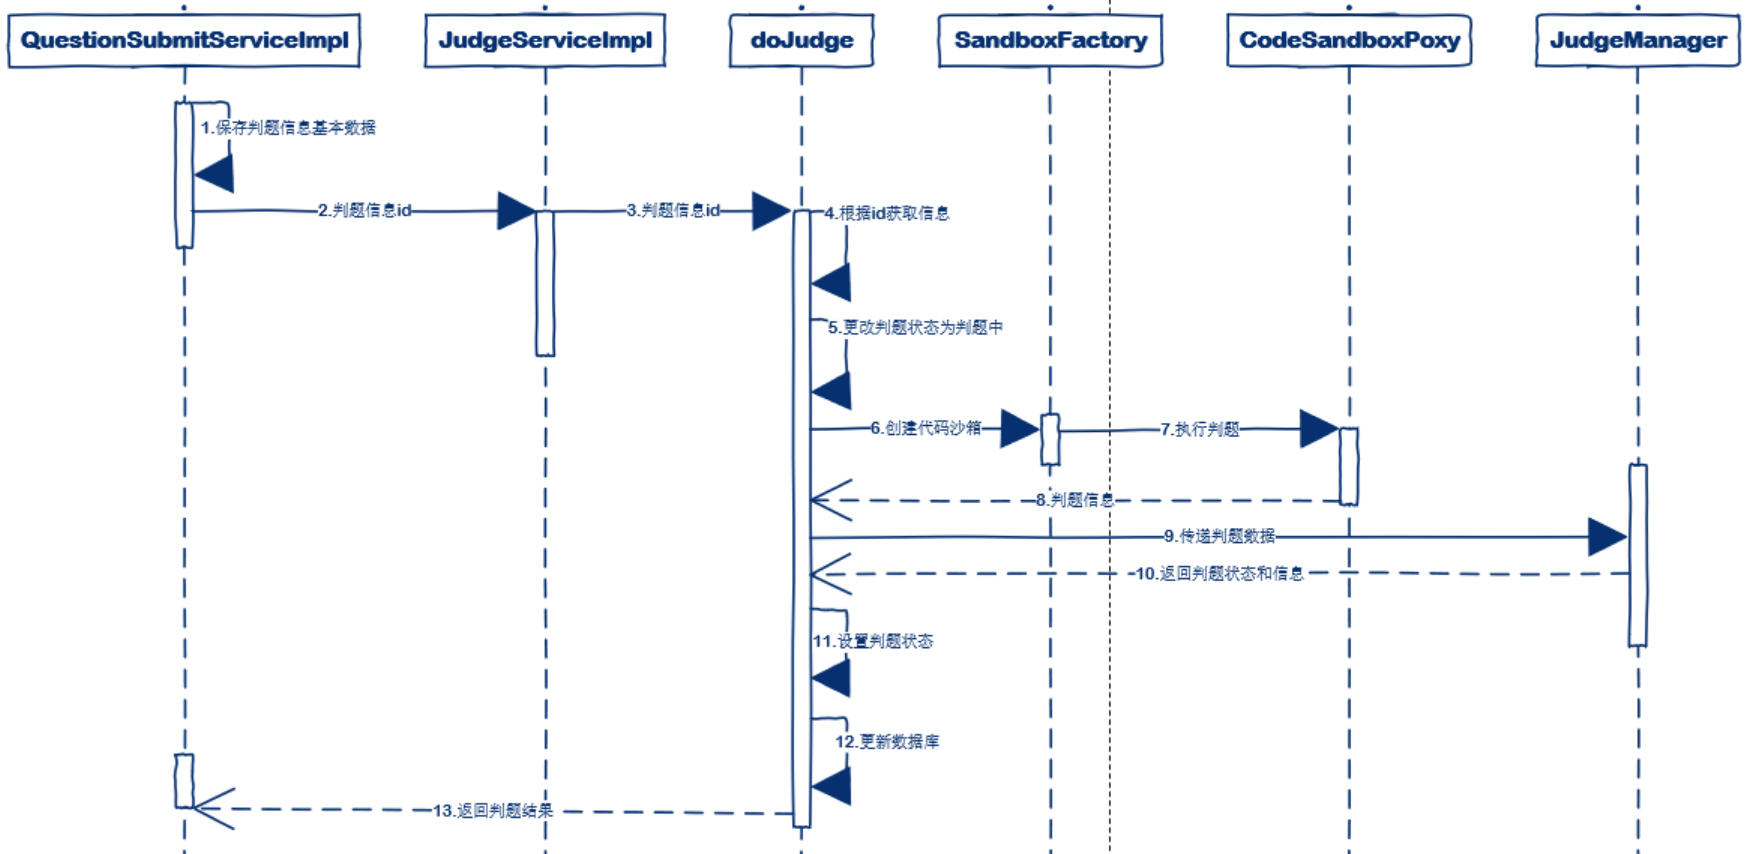 QuestionSubmitServiceImpl
JudgeServiceImpl
doJudge
SandboxFactory
CodeSandboxPoxy
JudgeManager
1.保存判题信息基本数据
2.判题信息id
3.判题信息id
4.根据id获取信息
5.更改判题状态为判题中
6.创建代码沙箱
7.执行判题
8.判题信息
9.传递判题数据
10.返回判题状态和信息
11.设置判题状态
12.更新数据库
13.返回判题结果